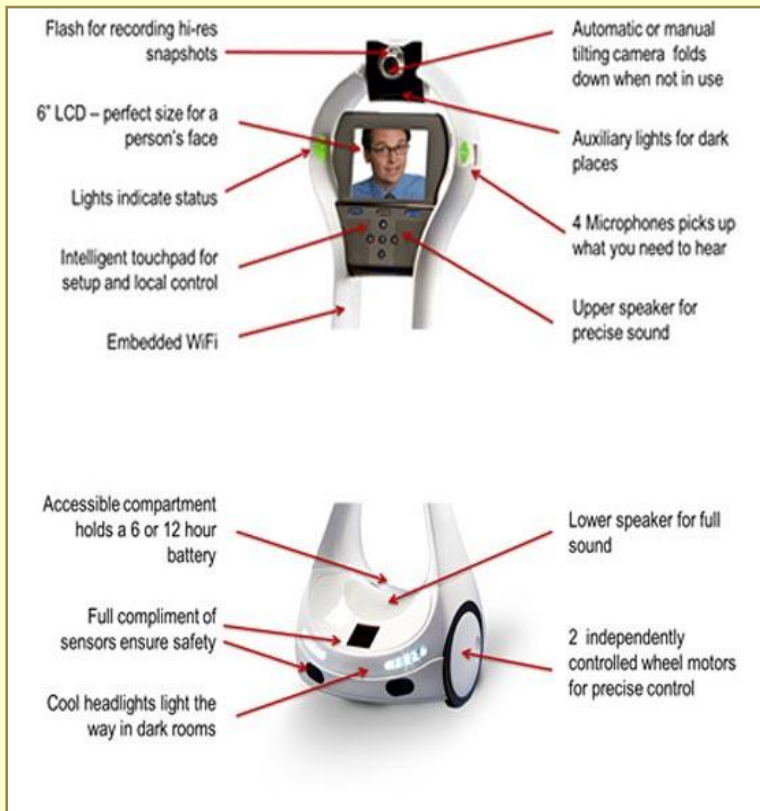 Flash for recording hi-res
snapshots
6" LCD – perfect size for a
person's face
Lights indicate status
Intelligent touchpad for
setup and local control
Embedded WiFi
Automatic or manual
tilting camera folds
down when not in use
Auxiliary lights for dark
places
4 Microphones picks up
what you need to hear
Upper speaker for
precise sound
Accessible compartment
holds a 6 or 12 hour
battery
Full compliment of
sensors ensure safety
Cool headlights light the
way in dark rooms
Lower speaker for full
sound
2 independently
controlled wheel motors
for precise control